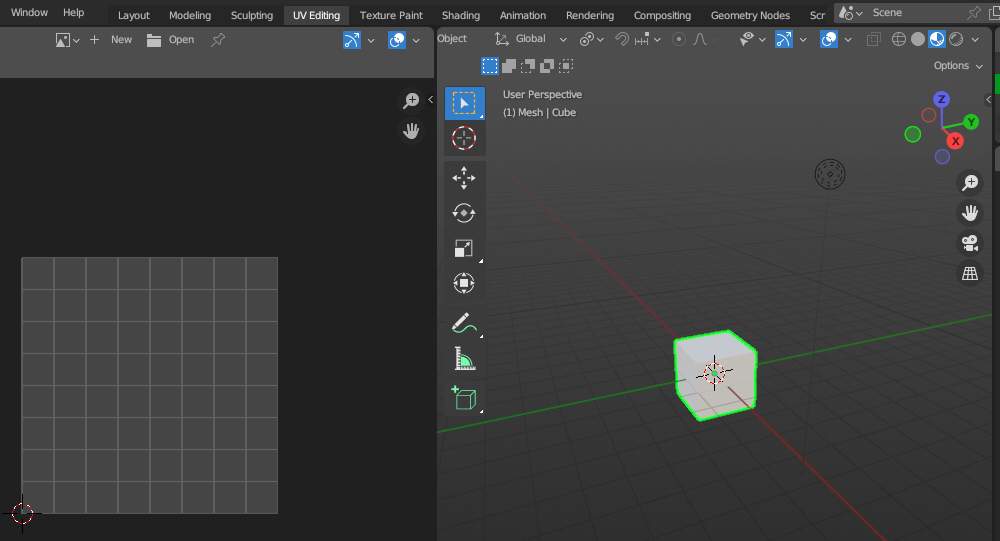 Window Help Layout Modeling Sculpting UV Editing Texture Paint Shading Animation Rendering Compositing Geometry Nodes Scr Scene
New Open Object Global
Options
User Perspective
(1) Mesh | Cube
Z
Y
X